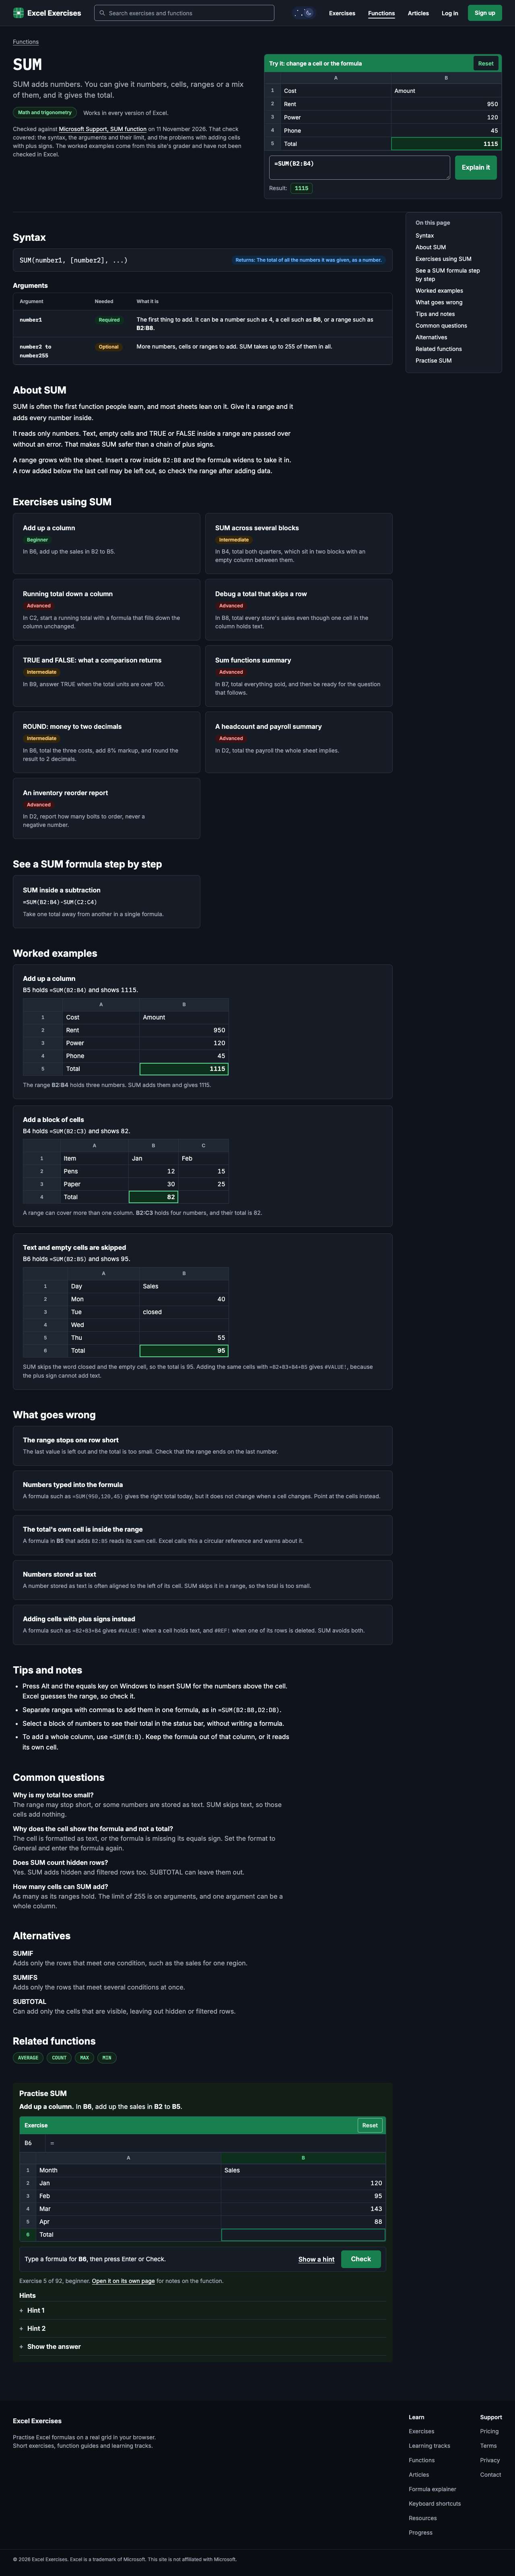 Excel Exercises
Search exercises and functions
Exercises
Functions
Articles
Log in
Sign up
Functions
SUM
SUM adds numbers. You can give it numbers, cells, ranges or a mix
of them, and it gives the total.
Math and trigonometry
Works in every version of Excel.
Checked against Microsoft Support, SUM function on 11 November 2026. That check
covered: the syntax, the arguments and their limit, and the problems with adding cells
with plus signs. The worked examples come from this site's grader and have not been
checked in Excel.
Try it: change a cell or the formula
Reset
A B
1 Cost Amount
2 Rent 950
3 Power 120
4 Phone 45
5 Total 1115
=SUM(B2:B4)
Explain it
Result: 1115
On this page
Syntax
About SUM
Exercises using SUM
See a SUM formula step
by step
Worked examples
What goes wrong
Tips and notes
Common questions
Alternatives
Related functions
Practise SUM
Syntax
SUM(number1, [number2], ...)
Returns: The total of all the numbers it was given, as a number.
Arguments
Argument Needed What it is
number1 Required The first thing to add. It can be a number such as 4, a cell such as B6, or a range such as
B2:B8.
number2 to
number255
Optional More numbers, cells or ranges to add. SUM takes up to 255 of them in all.
About SUM
SUM is often the first function people learn, and most sheets lean on it. Give it a range and it
adds every number inside.
It reads only numbers. Text, empty cells and TRUE or FALSE inside a range are passed over
without an error. That makes SUM safer than a chain of plus signs.
A range grows with the sheet. Insert a row inside B2:B8 and the formula widens to take it in.
A row added below the last cell may be left out, so check the range after adding data.
Exercises using SUM
Add up a column
Beginner
In B6, add up the sales in B2 to B5.
SUM across several blocks
Intermediate
In B4, total both quarters, which sit in two blocks with an
empty column between them.
Running total down a column
Advanced
In C2, start a running total with a formula that fills down the
column unchanged.
Debug a total that skips a row
Advanced
In B8, total every store's sales even though one cell in the
column holds text.
TRUE and FALSE: what a comparison returns
Intermediate
In B9, answer TRUE when the total units are over 100.
Sum functions summary
Advanced
In B7, total everything sold, and then be ready for the question
that follows.
ROUND: money to two decimals
Intermediate
In B6, total the three costs, add 8% markup, and round the
result to 2 decimals.
A headcount and payroll summary
Advanced
In D2, total the payroll the whole sheet implies.
An inventory reorder report
Advanced
In D2, report how many bolts to order, never a
negative number.
See a SUM formula step by step
SUM inside a subtraction
=SUM(B2:B4)-SUM(C2:C4)
Take one total away from another in a single formula.
Worked examples
Add up a column
B5 holds =SUM(B2:B4) and shows 1115.
A B
1 Cost Amount
2 Rent 950
3 Power 120
4 Phone 45
5 Total 1115
The range B2:B4 holds three numbers. SUM adds them and gives 1115.
Add a block of cells
B4 holds =SUM(B2:C3) and shows 82.
A B C
1 Item Jan Feb
2 Pens 12 15
3 Paper 30 25
4 Total 82
A range can cover more than one column. B2:C3 holds four numbers, and their total is 82.
Text and empty cells are skipped
B6 holds =SUM(B2:B5) and shows 95.
A B
1 Day Sales
2 Mon 40
3 Tue closed
4 Wed
5 Thu 55
6 Total 95
SUM skips the word closed and the empty cell, so the total is 95. Adding the same cells with =B2+B3+B4+B5 gives #VALUE!, because
the plus sign cannot add text.
What goes wrong
The range stops one row short
The last value is left out and the total is too small. Check that the range ends on the last number.
Numbers typed into the formula
A formula such as =SUM(950,120,45) gives the right total today, but it does not change when a cell changes. Point at the cells instead.
The total's own cell is inside the range
A formula in B5 that adds B2:B5 reads its own cell. Excel calls this a circular reference and warns about it.
Numbers stored as text
A number stored as text is often aligned to the left of its cell. SUM skips it in a range, so the total is too small.
Adding cells with plus signs instead
A formula such as =B2+B3+B4 gives #VALUE! when a cell holds text, and #REF! when one of its rows is deleted. SUM avoids both.
Tips and notes
• Press Alt and the equals key on Windows to insert SUM for the numbers above the cell.
Excel guesses the range, so check it.
• Separate ranges with commas to add them in one formula, as in =SUM(B2:B8,D2:D8).
• Select a block of numbers to see their total in the status bar, without writing a formula.
• To add a whole column, use =SUM(B:B). Keep the formula out of that column, or it reads
its own cell.
Common questions
Why is my total too small?
The range may stop short, or some numbers are stored as text. SUM skips text, so those
cells add nothing.
Why does the cell show the formula and not a total?
The cell is formatted as text, or the formula is missing its equals sign. Set the format to
General and enter the formula again.
Does SUM count hidden rows?
Yes. SUM adds hidden and filtered rows too. SUBTOTAL can leave them out.
How many cells can SUM add?
As many as its ranges hold. The limit of 255 is on arguments, and one argument can be a
whole column.
Alternatives
SUMIF
Adds only the rows that meet one condition, such as the sales for one region.
SUMIFS
Adds only the rows that meet several conditions at once.
SUBTOTAL
Can add only the cells that are visible, leaving out hidden or filtered rows.
Related functions
AVERAGE
COUNT
MAX
MIN
Practise SUM
Add up a column. In B6, add up the sales in B2 to B5.
Exercise
Reset
B6 =
A B
1 Month Sales
2 Jan 120
3 Feb 95
4 Mar 143
5 Apr 88
6 Total
Type a formula for B6, then press Enter or Check.
Show a hint
Check
Exercise 5 of 92, beginner. Open it on its own page for notes on the function.
Hints
+ Hint 1
+ Hint 2
+ Show the answer
Excel Exercises
Practise Excel formulas on a real grid in your browser.
Short exercises, function guides and learning tracks.
Learn
Exercises
Learning tracks
Functions
Articles
Formula explainer
Keyboard shortcuts
Resources
Progress
Support
Pricing
Terms
Privacy
Contact
© 2026 Excel Exercises. Excel is a trademark of Microsoft. This site is not affiliated with Microsoft.